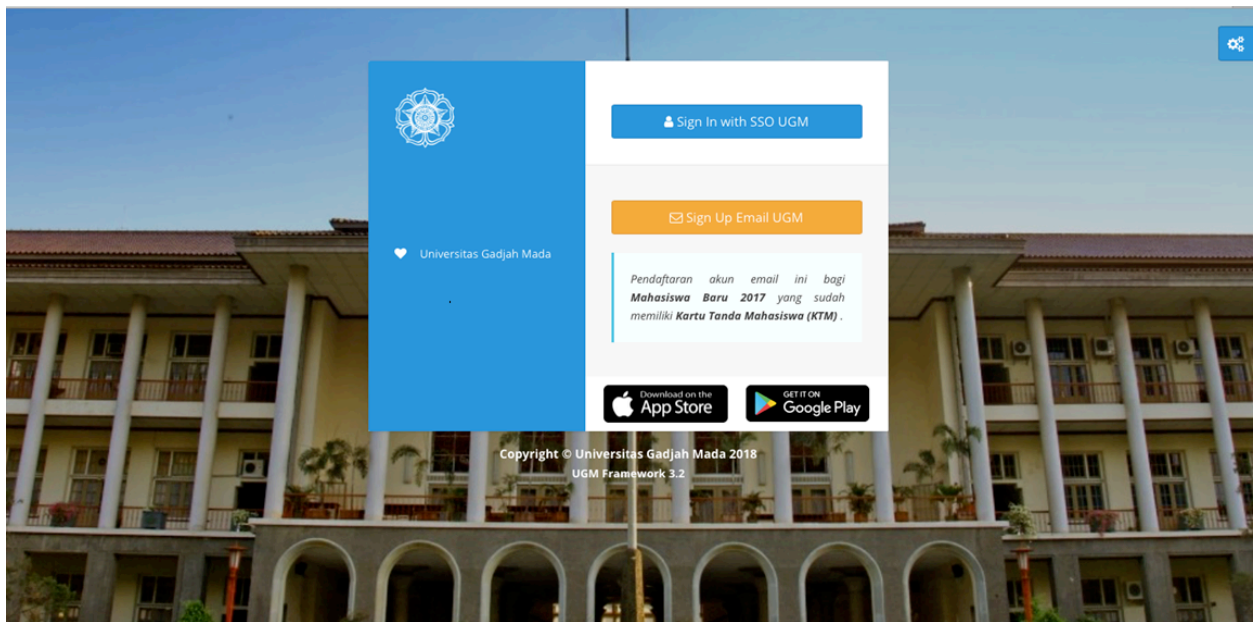 Sign In with SSO UGM
Sign Up Email UGM
Universitas Gadjah Mada
Pendaftaran akun email ini bagi
Mahasiswa Baru 2017 yang sudah
memiliki Kartu Tanda Mahasiswa (KTM) .
Download on the
App Store
GET IT ON
Google Play
Copyright © Universitas Gadjah Mada 2018
UGM Framework 3.2